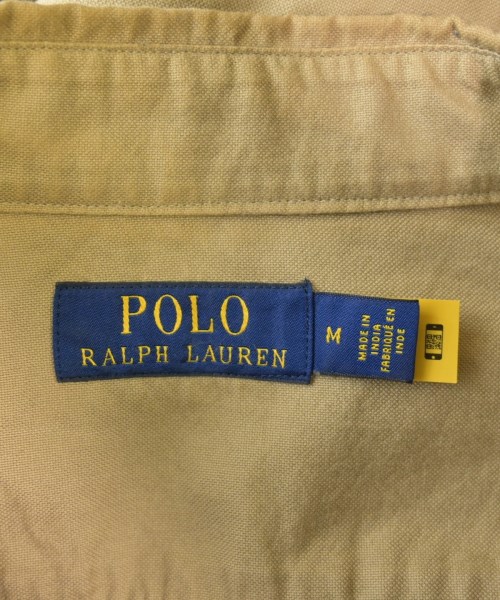 POLO
RALPH LAUREN
M
MADE IN
INDIA
FABRIQUÉ EN
INDE